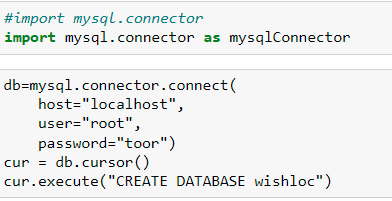 #import mysql.connector
import mysql.connector as mysqlConnector
db=mysql.connector.connect(
    host="localhost",
    user="root",
    password="toor")
cur = db.cursor()
cur.execute("CREATE DATABASE wishloc")